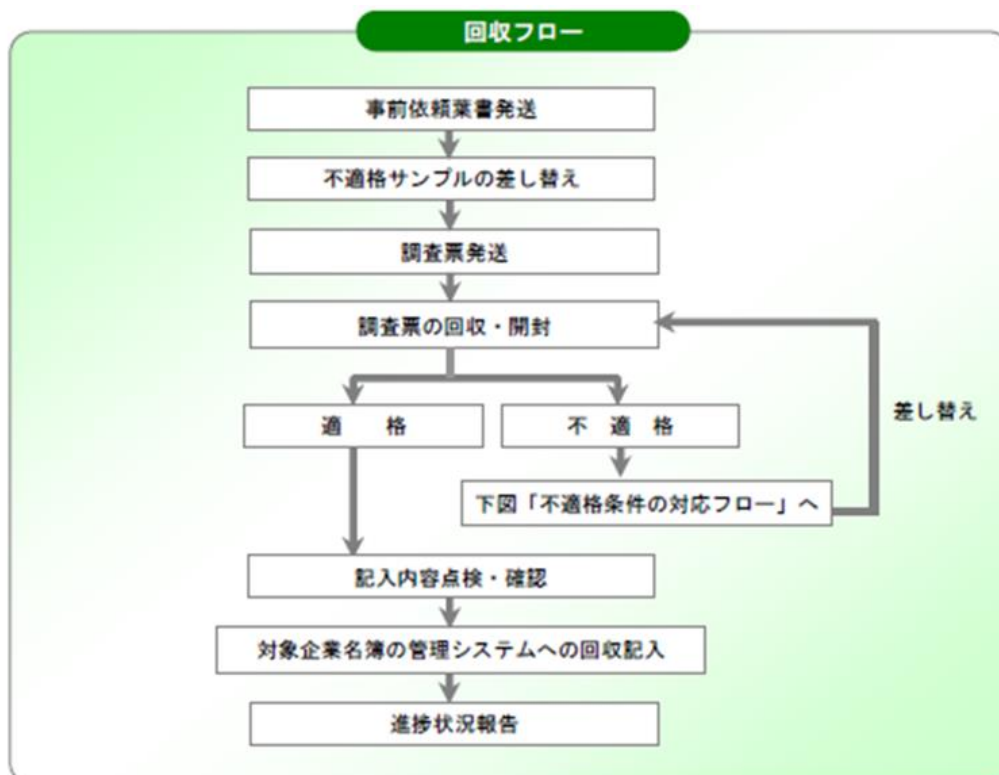 回収フロー
事前依頼葉書発送
不適格サンプルの差し替え
調査票発送
調査票の回収・開封
適　　格
不　適　格
差し替え
下図「不適格条件の対応フロー」へ
記入内容点検・確認
対象企業名簿の管理システムへの回収記入
進捗状況報告